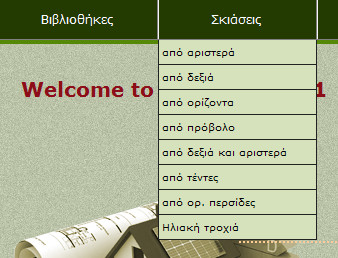 Βιβλιοθήκες Σκιάσεις
από αριστερά
από δεξιά
Welcome to 1
από ορίζοντα
από πρόβολο
από δεξιά και αριστερά
από τέντες
από ορ. περσίδες
Ηλιακή τροχιά